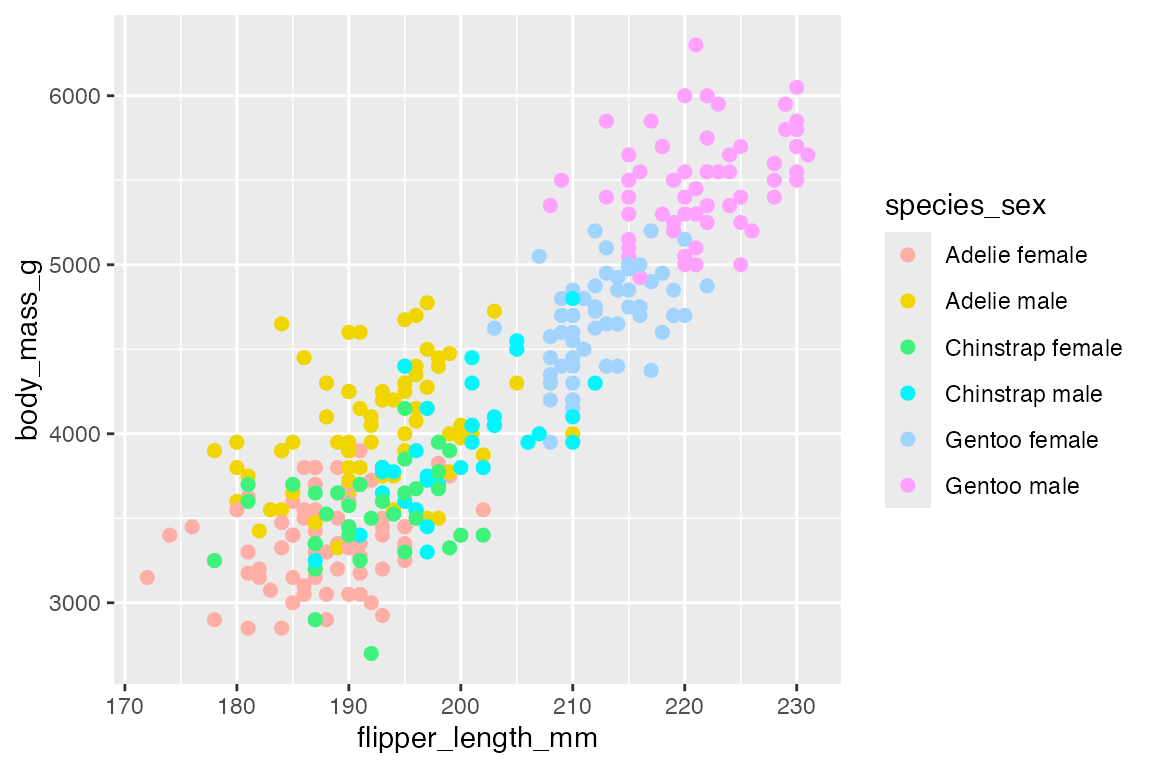 body_mass_g
6000
5000
4000
3000
170 180 190 200 210 220 230
flipper_length_mm
species_sex
Adelie female
Adelie male
Chinstrap female
Chinstrap male
Gentoo female
Gentoo male